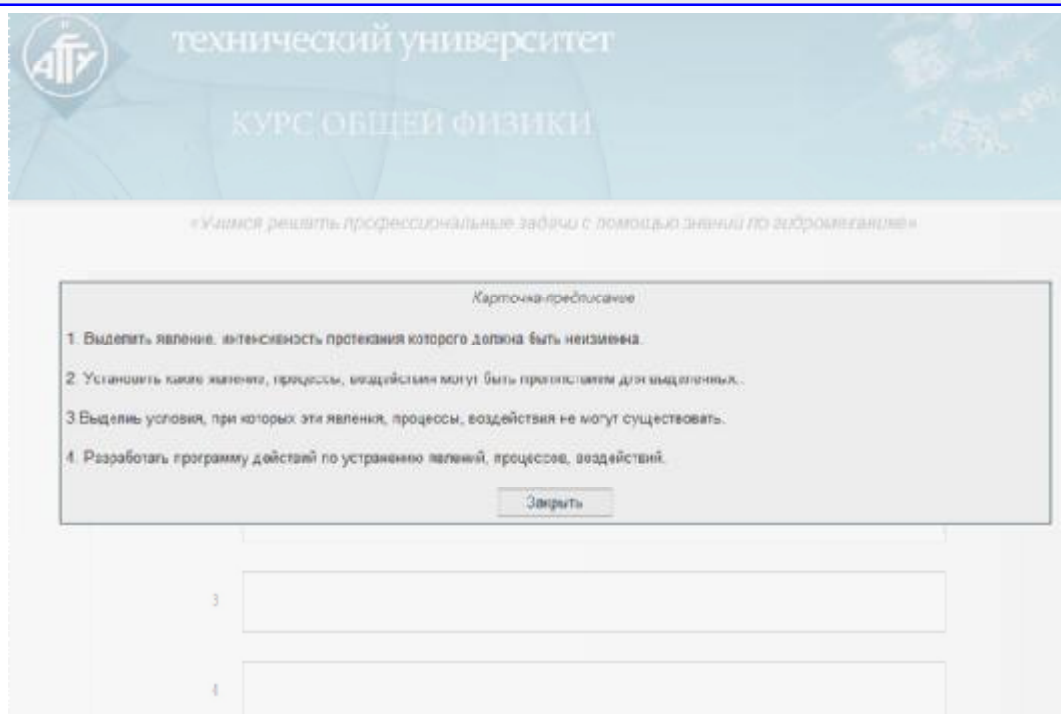 АГТУ
технический университет
КУРС ОБЩЕЙ ФИЗИКИ
«Учимся решать профессиональные задачи с помощью знаний по гидромеханике»
Карточка-предписание
1. Выделить явление, интенсивность протекания которого должна быть неизменна.
2. Установить какие явление, процессы, воздействия могут быть препятствием для выделенных..
3.Выделиь условия, при которых эти явления, процессы, воздействия не могут существовать.
4. Разработать программу действий по устранению явлений, процессов, воздействий.
Закрыть
3
4